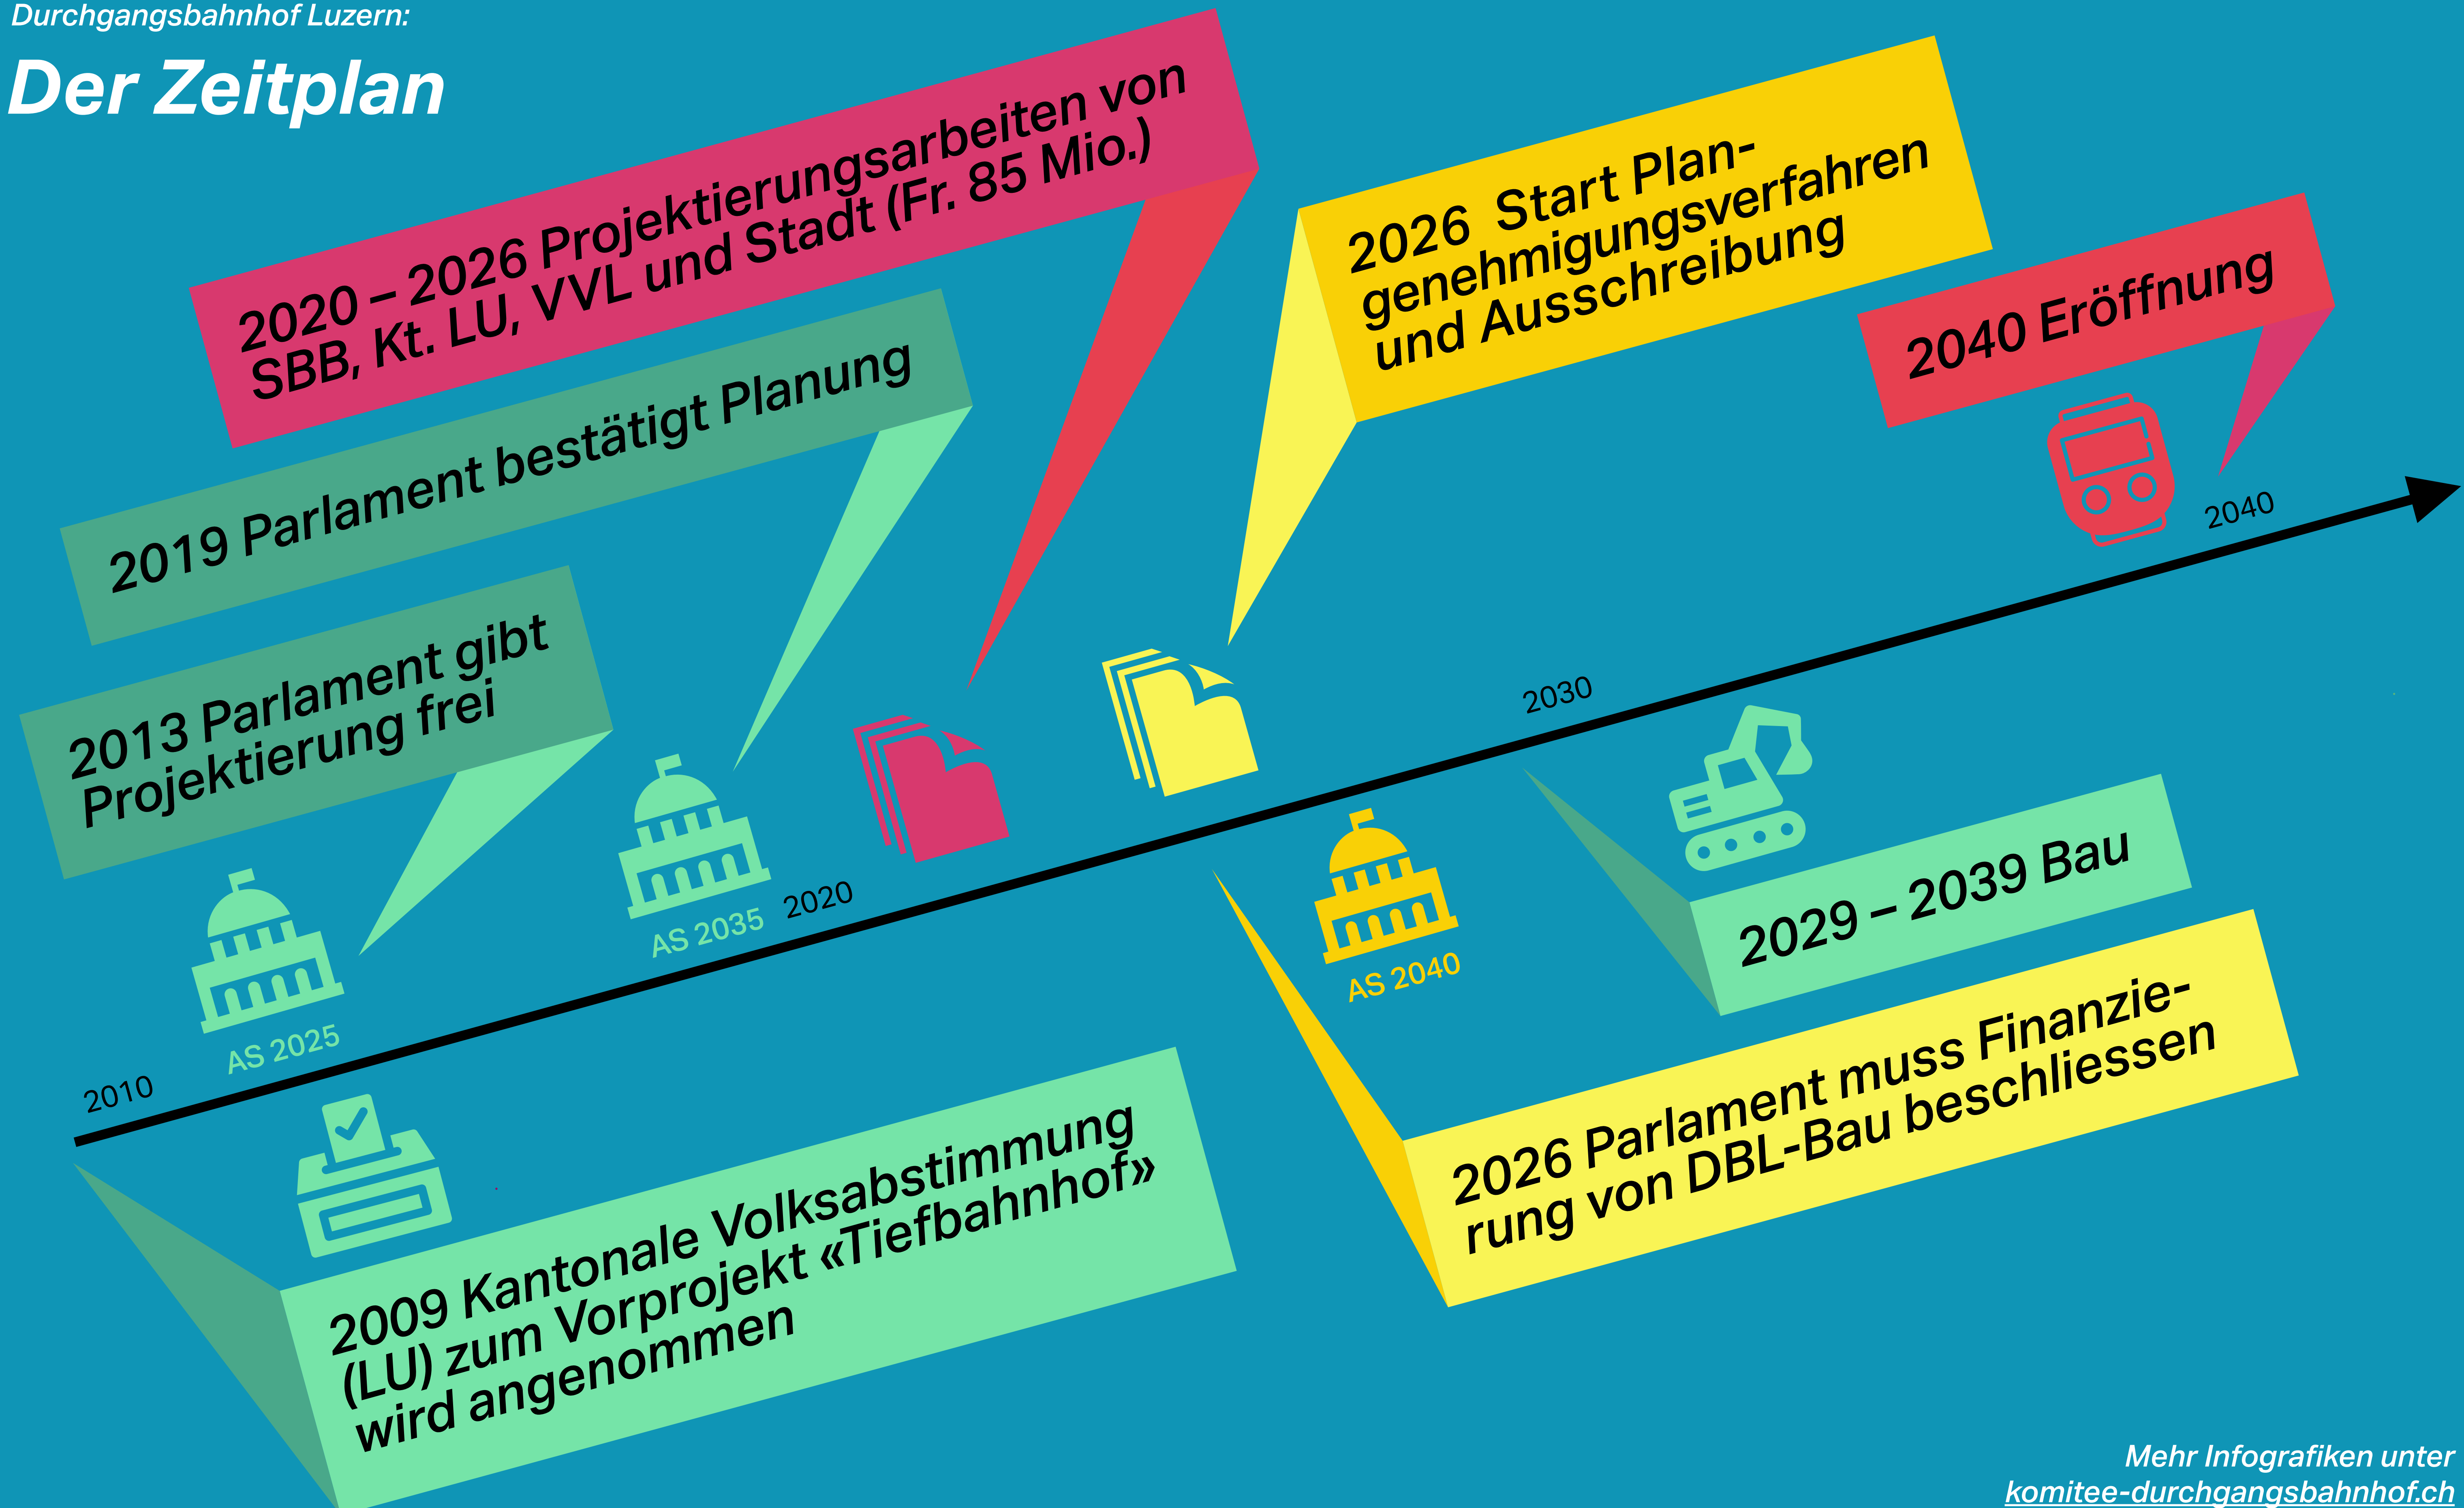 Durchgangsbahnhof Luzern:
Der Zeitplan
2020 – 2026 Projektierungsarbeiten von
SBB, Kt. LU, VVL und Stadt (Fr. 85 Mio.)
2019 Parlament bestätigt Planung
2013 Parlament gibt
Projektierung frei
2026 Start Plan-
genehmigungsverfahren
und Ausschreibung
2040 Eröffnung
AS 2025
AS 2035
AS 2040
2010
2020
2030
2040
2029 – 2039 Bau
2026 Parlament muss Finanzie-
rung von DBL-Bau beschliessen
2009 Kantonale Volksabstimmung
(LU) zum Vorprojekt «Tiefbahnhof»
wird angenommen
Mehr Infografiken unter
komitee-durchgangsbahnhof.ch